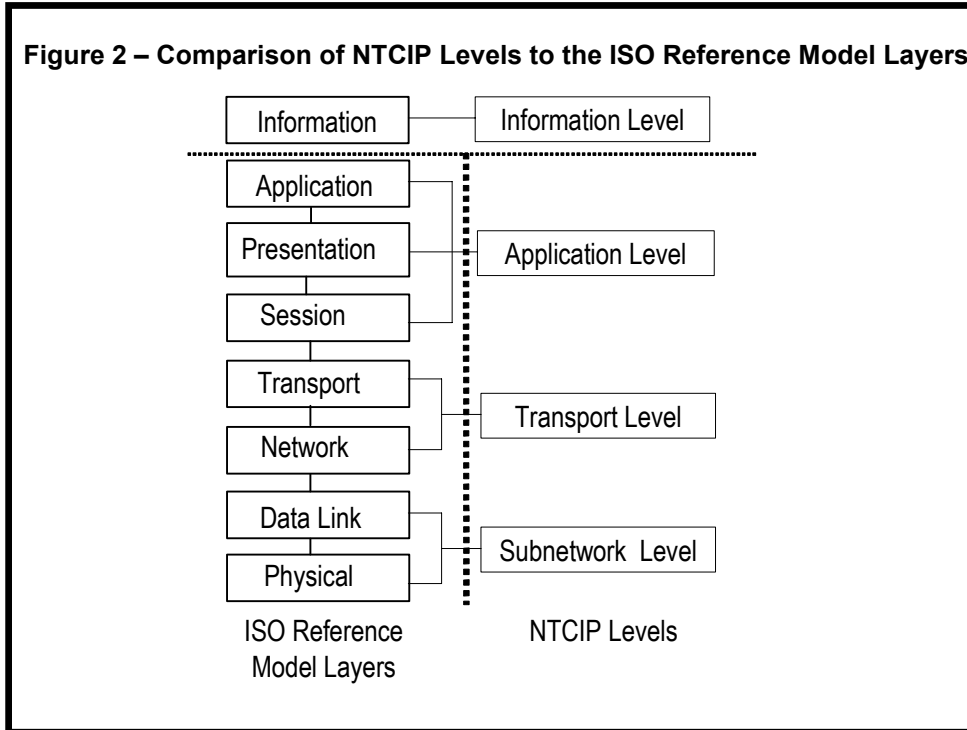 Figure 2 – Comparison of NTCIP Levels to the ISO Reference Model Layers
Information
Information Level
Application
Presentation
Application Level
Session
Transport
Transport Level
Network
Data Link
Subnetwork Level
Physical
ISO Reference
Model Layers
NTCIP Levels